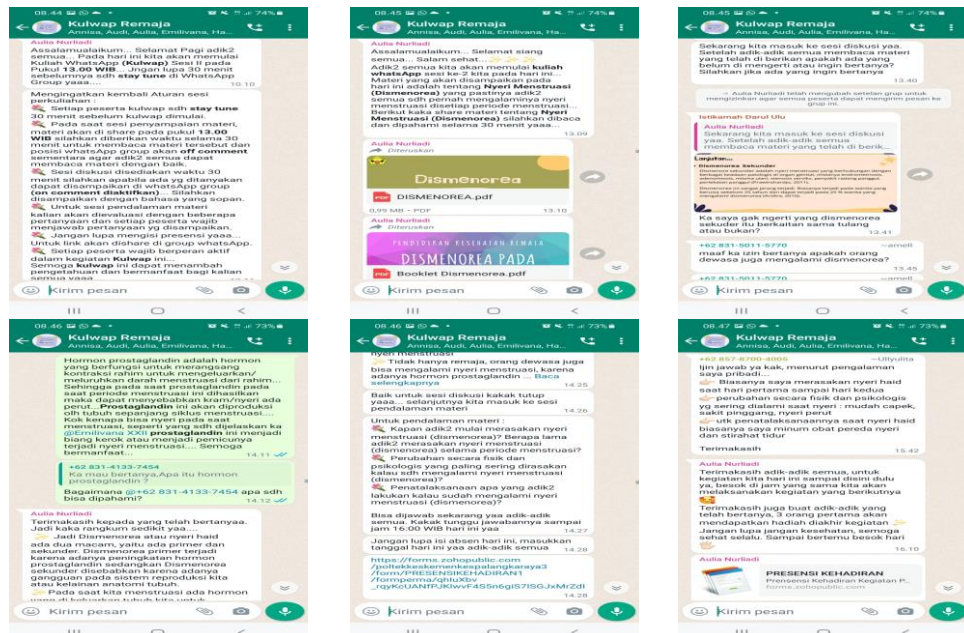 08.44
74%
Kulwap Remaja
Annisa, Audi, Aulia, Emilivana, Ha...
Aulia Nurliadi
Assalamualaikum... Selamat Pagi adik2
semua... Pada hari ini kita akan memulai
Kuliah WhatsApp (Kulwap) Sesi II pada
Pukul 13.00 WIB... Jngan lupa 30 menit
sebelumnya sdh stay tune di WhatsApp
Group yaaa....
10.10
Mengingatkan kembali Aturan sesi
perkuliahan :
Setiap peserta kulwap sdh stay tune
30 menit sebelum kulwap dimulai.
Pada saat sesi penyampaian materi,
materi akan di share pada pukul 13.00
WIB silahkan diberikan waktu selama 30
menit untuk membaca materi tersebut dan
posisi whatsApp group akan off comment
sementara agar adik2 semua dapat
membaca materi dengan baik.
Sesi diskusi disediakan waktu 30
menit silahkan apabila ada yg ditanyakan
dapat disampaikan di whatsApp group
(on comment diaktifkan)... Silahkan
disampaikan dengan bahasa yg sopan.
Untuk sesi pendalaman materi
kalian akan dievaluasi dengan beberapa
pertanyaan dan setiap peserta wajib
menjawab pertanyaan yg disampaikan.
Jangan lupa mengisi presensi yaaa...
Untuk link akan dishare di group whatsApp.
Setiap peserta wajib berperan aktif
dalam kegiatan Kulwap ini...
Semoga kulwap ini dapat menambah
pengetahuan dan bermanfaat bagi kalian
semua yaaa
Kirim pesan
08.45
74%
Kulwap Remaja
Annisa, Audi, Aulia, Emilivana, Ha...
Aulia Nurliadi
Assalamualaikum... Selamat siang
semua... Salam sehat...
Adik2 semua kita akan memulai kuliah
whatsApp sesi ke-2 kita pada hari ini...
Materi yang akan disampaikan pada
hari ini adalah tentang Nyeri Menstruasi
(Dismenorea) yang pastinya adik2
semua sdh pernah mengalaminya nyeri
menstruasi disetiap periode menstruasi...
Berikut kaka share materi tentang Nyeri
Menstruasi (Dismenorea) silahkan dibaca
dan dipahami selama 30 menit yaaa...
13.09
Aulia Nurliadi
Diteruskan
Dismenorea
PDF
DISMENOREA.pdf
0,99 MB • PDF
13.10
Aulia Nurliadi
Diteruskan
PENDIDIKAN KESEHATAN REMAJA
DISMENOREA PADA
PDF
Booklet Dismenorea.pdf
Kirim pesan
08.45
74%
Kulwap Remaja
Annisa, Audi, Aulia, Emilivana, Ha...
Sekarang kita masuk ke sesi diskusi yaa.
Setelah adik-adik semua membaca materi
yang telah di berikan apakah ada yang
belum di mengerti atau ingin bertanya?
Silahkan jika ada yang ingin bertanya
13.40
Aulia Nurliadi telah mengubah setelan grup untuk
mengizinkan agar semua peserta dapat mengirim pesan ke
grup ini.
Istikamah Darul Ulu
Aulia Nurliadi
Sekarang kita masuk ke sesi diskusi
yaa. Setelah adik-adik semua
membaca materi yang telah di berik...
Lanjutan...
Dismenorea Sekunder
Ka saya gak ngerti yang dismenorea
sekuder itu berkaitan sama tulang
atau bukan?
13.41
+62 831-5011-5770
~amell
maaf ka izin bertanya apakah orang
dewasa juga mengalami dismenorea?
13.45
+62 831-5011-5770
~amell
Kirim pesan
08.46
73%
Kulwap Remaja
Annisa, Audi, Aulia, Emilivana, Ha...
Hormon prostaglandin adalah hormon
yang berfungsi untuk merangsang
kontraksi rahim untuk mengeluarkan/
meluruhkan darah menstruasi dari rahim...
Sehingga pada saat prostaglandin pada
saat periode menstruasi ini dihasilkan
maka dapat menyebabkan kram/nyeri ada
perut...Prostaglandin ini akan diproduksi
olh tubuh sepanjang siklus menstruasi....
Kok kenapa bisa nyeri pada saat
menstruasi, seperti yang sdh dijelaskan ka
@Emilivana XXII prostaglandin ini menjadi
biang kerok atau menjadi pemicunya
terjadi nyeri menstruasi.... Semoga
bermanfaat...
14.11
+62 831-4133-7454
Ka mau bertanya,Apa itu hormon
prostaglandin ?
Bagaimana @+62 831-4133-7454 apa sdh
bisa dipahami?
14.12
Aulia Nurliadi
Terimakasih kepada yang telah bertanyaa.
Jadi kaka rangkum sedikit yaa....
Jadi Dismenorea atau nyeri haid
ada dua macam, yaitu ada primer dan
sekunder. Dismenorea primer terjadi
karena adanya peningkatan hormon
prostaglandin sedangkan Dismenorea
sekunder disebabkan karena adanya
gangguan pada sistem reproduksi kita
atau kelainan anatomi tubuh.
Pada saat kita menstruasi ada hormon
yang di keluarkan tubuh kita untuk
Kirim pesan
08.46
73%
Kulwap Remaja
Annisa, Audi, Aulia, Emilivana, Ha...
nyeri menstruasi
Tidak hanya remaja, orang dewasa juga
bisa mengalami nyeri menstruasi, karena
adanya hormon prostaglandin ... Baca
selengkapnya
14.25
Baik untuk sesi diskusi kakak tutup
yaaa... selanjutnya kita masuk ke sesi
pendalaman materi
14.26
Untuk pendalaman materi :
Kapan adik2 mulai merasakan nyeri
menstruasi (dismenorea)? Berapa lama
adik2 merasakan nyeri menstruasi
(dismenorea) selama periode menstruasi?
Perubahan secara fisik dan
psikologis yang paling sering dirasakan
kalau sdh mengalami nyeri menstruasi
(dismenorea)?
Penatalaksanaan apa yang adik2
lakukan kalau sudah mengalami nyeri
menstruasi (dismenorea)?
Bisa dijawab sekarang yaa adik-adik
semua. Kakak tunggu jawabannya sampai
jam 16:00 WIB hari ini yaa
14.27
Jangan lupa isi absen hari ini, masukkan
tanggal hari ini yaa adik-adik semua
14.28
https://forms.zohopublic.com
/poltekkeskemenkespalangkaraya3
/form/PRESENSIKEHADIRAN1
/formperma/ghluXbv
14.28
Kirim pesan
08.47
73%
Kulwap Remaja
Annisa, Audi, Aulia, Emilivana, Ha...
+62 857-8700-4005
~Ullyulita
Ijin jawab ya kak, menurut pengalaman
saya pribadi...
Biasanya saya merasakan nyeri haid
saat hari pertama sampai hari kedua
perubahan secara fisik dan psikologis
yg sering dialami saat nyeri : mudah capek,
sakit pinggang, nyeri perut
utk penatalaksanaannya saat nyeri haid
biasanya saya minum obat pereda nyeri
dan stirahat tidur
Terimakasih
15.42
Aulia Nurliadi
Terimakasih adik-adik semua, untuk
kegiatan kita hari ini sampai disini dulu
ya, besok di jam yang sama kita akan
melaksanakan kegiatan yang berikutnya
Terimakasih juga buat adik-adik yang
telah bertanya, 3 orang pertama akan
mendapatkan hadiah diakhir kegiatan
Jangan lupa jangan kesehatan, semoga
sehat selalu. Sampai bertemu besok hari
16.10
Aulia Nurliadi
PRESENSI KEHADIRAN
Prensensi Kehadiran Kegiatan P...
forms.zohopublic.com
Kirim pesan